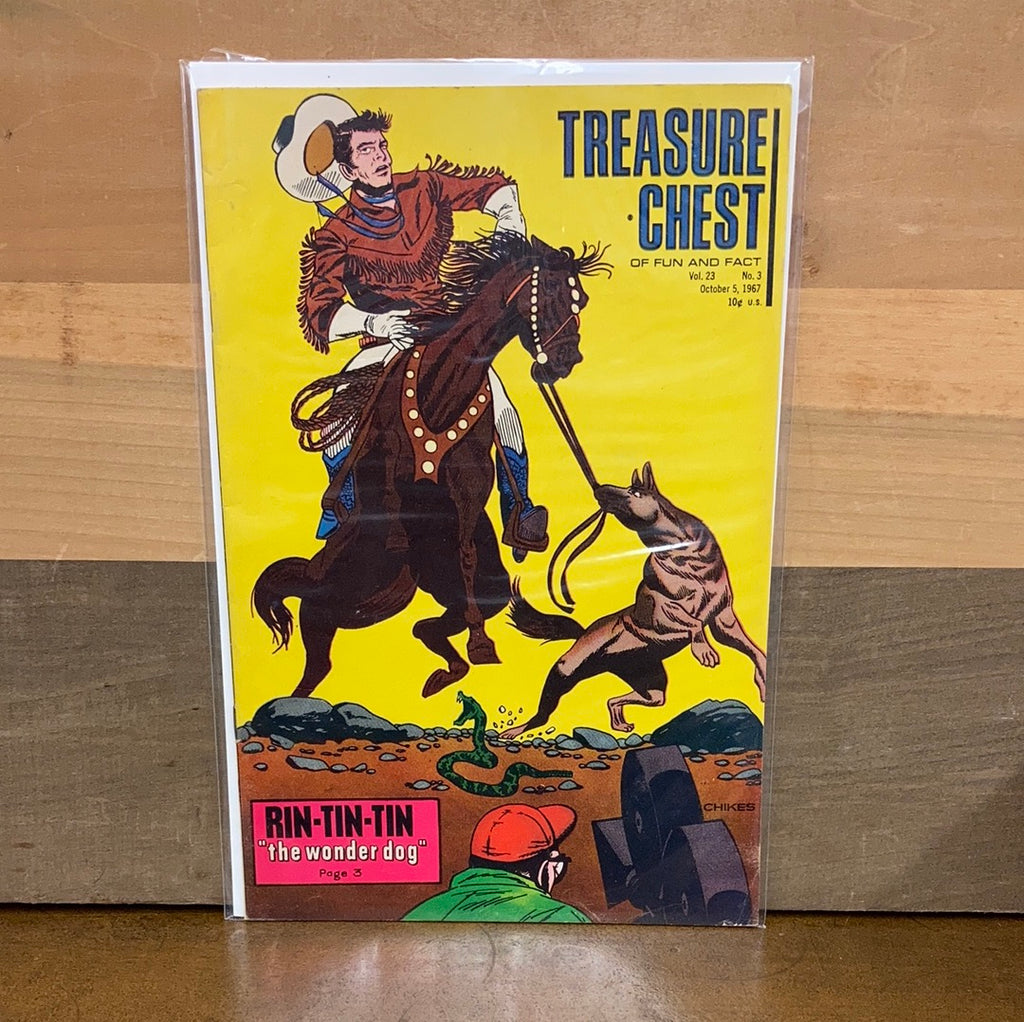 TREASURE
CHEST
OF FUN AND FACT
Vol. 23 No. 3
October 5, 1967
10¢ U.S.
CHIKES
RIN-TIN-TIN
"the wonder dog"
Page 3